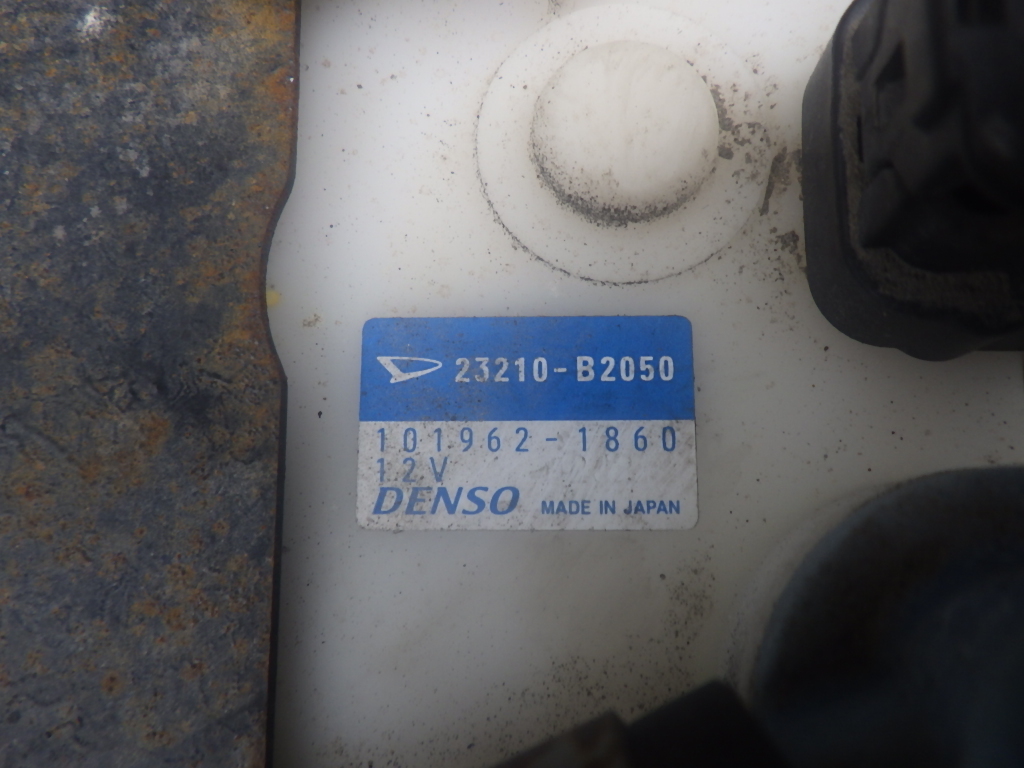 23210-B2050
101962-1860
12V
DENSO MADE IN JAPAN